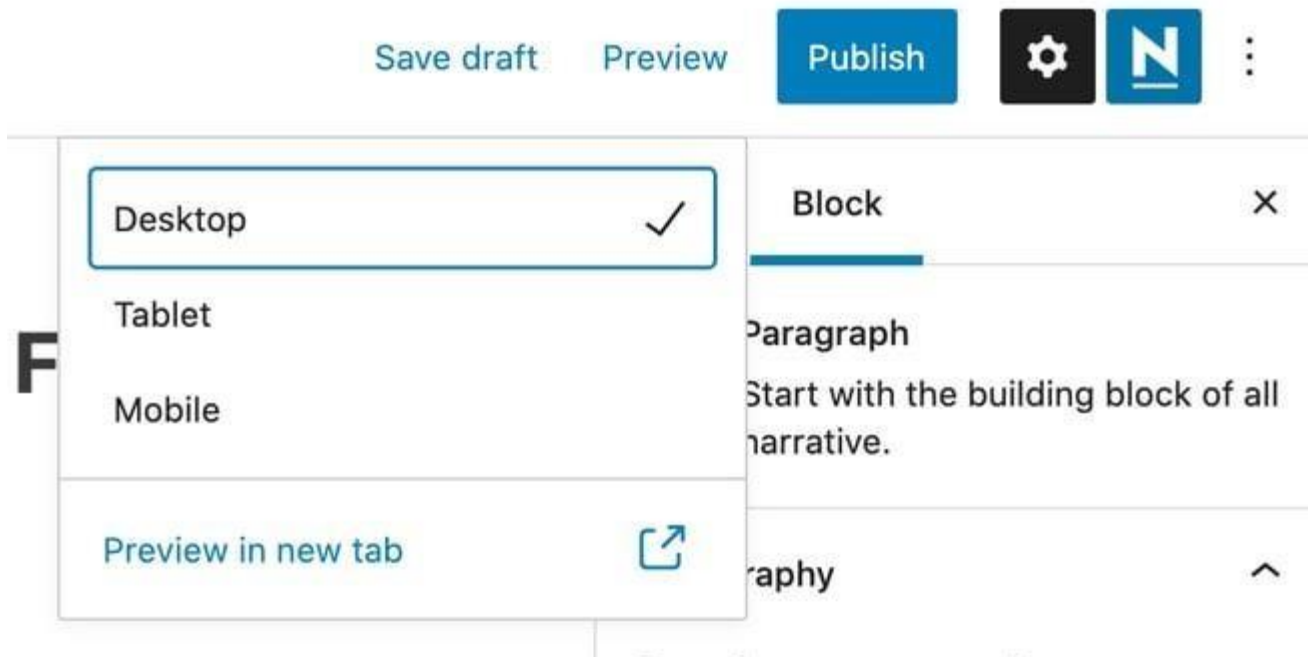 Save draft Preview Publish N
Desktop
Block
Tablet
F
Paragraph
Mobile
Start with the building block of all
narrative.
Preview in new tab
raphy